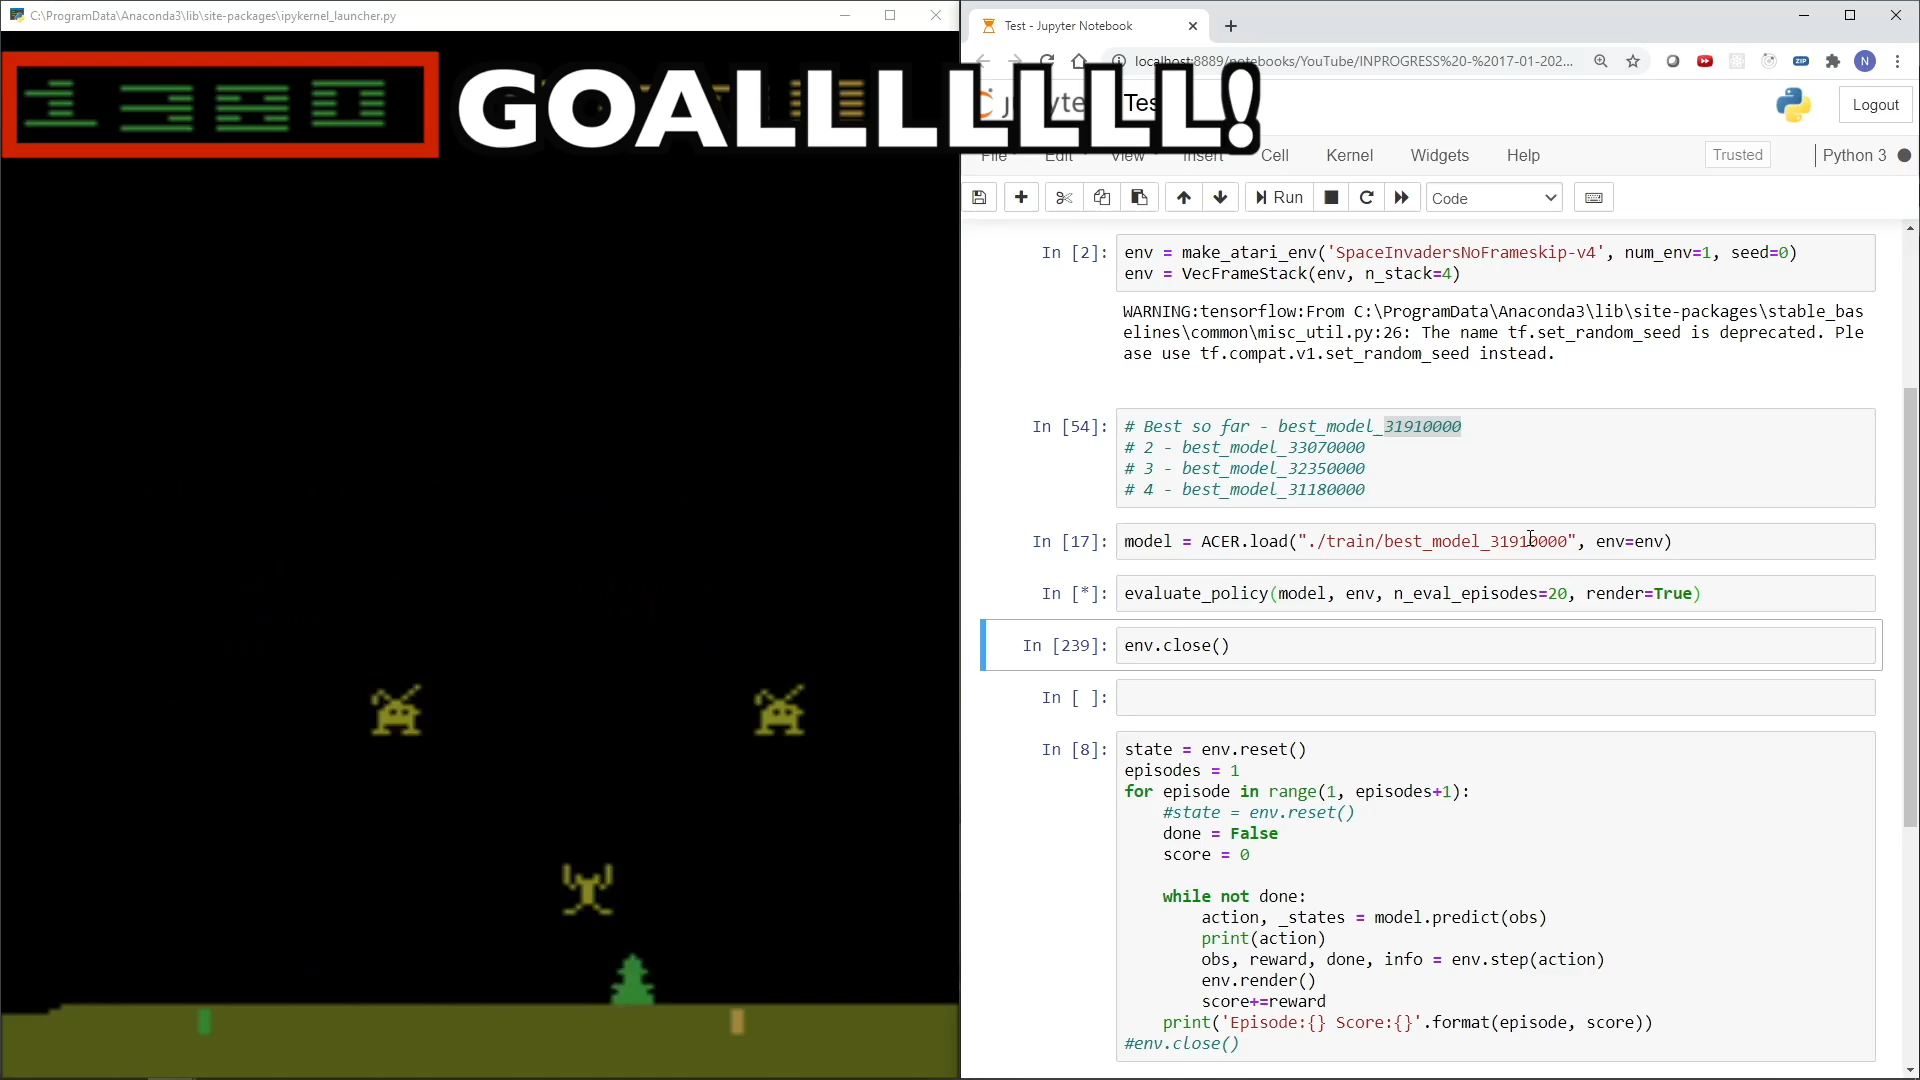 C:\ProgramData\Anaconda3\lib\site-packages\ipykernel_launcher.py
1380
GOALLLLLLL!
Test - Jupyter Notebook
localhost:8889/notebooks/YouTube/INPROGRESS%20-%2017-01-202...
ZIP
N
Logout
File Edit View Insert Cell Kernel Widgets Help
Trusted
Python 3
Run
Code
In [2]:
env = make_atari_env('SpaceInvadersNoFrameskip-v4', num_env=1, seed=0)
env = VecFrameStack(env, n_stack=4)
WARNING:tensorflow:From C:\ProgramData\Anaconda3\lib\site-packages\stable_bas
elines\common\misc_util.py:26: The name tf.set_random_seed is deprecated. Ple
ase use tf.compat.v1.set_random_seed instead.
In [54]:
# Best so far - best_model_31910000
# 2 - best_model_33070000
# 3 - best_model_32350000
# 4 - best_model_31180000
In [17]:
model = ACER.load("./train/best_model_31910000", env=env)
In [*]:
evaluate_policy(model, env, n_eval_episodes=20, render=True)
In [239]:
env.close()
In [ ]:
In [8]:
state = env.reset()
episodes = 1
for episode in range(1, episodes+1):
#state = env.reset()
done = False
score = 0
while not done:
action, _states = model.predict(obs)
print(action)
obs, reward, done, info = env.step(action)
env.render()
score+=reward
print('Episode:{} Score:{}'.format(episode, score))
#env.close()